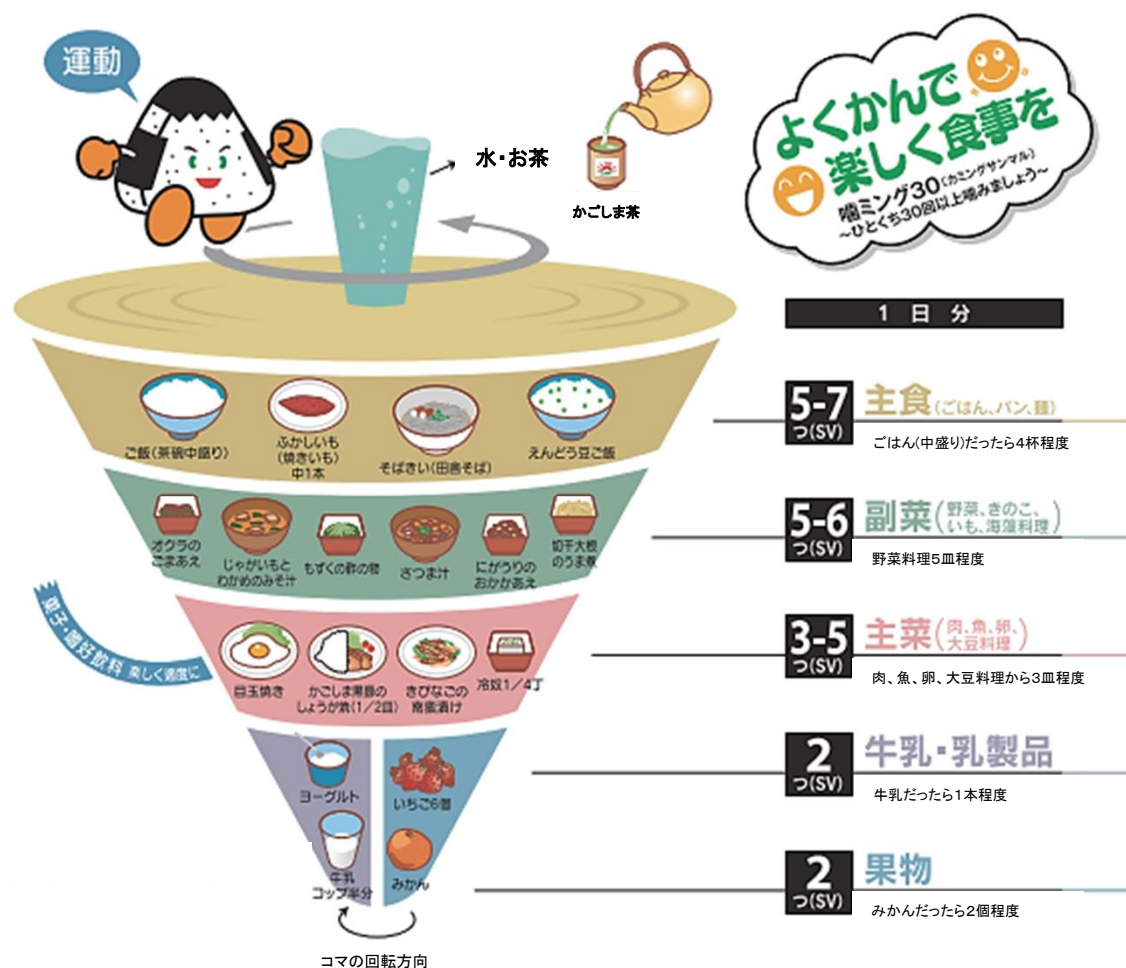 運動
水・お茶
かごしま茶
よくかんで
楽しく食事を
噛ミング30(カミングサンマル)
～ひとくち30回以上噛みましょう～
1日分
ご飯(茶碗中盛り)
ふかしいも
(焼きいも)
中1本
そばきい(田舎そば)
えんどう豆ご飯
5-7
つ(SV)
主食(ごはん、パン、麺)
ごはん(中盛り)だったら4杯程度
オクラの
ごまあえ
じゃがいもと
わかめのみそ汁
もずくの酢の物
さつま汁
にがうりの
おかかあえ
切干大根
のうま煮
5-6
つ(SV)
副菜(野菜、きのこ、
いも、海藻料理)
野菜料理5皿程度
菓子・嗜好飲料 楽しく適度に
目玉焼き
かごしま黒豚の
しょうが焼(1/2皿)
きびなごの
南蛮漬け
冷奴1/4丁
3-5
つ(SV)
主菜(肉、魚、卵、
大豆料理)
肉、魚、卵、大豆料理から3皿程度
ヨーグルト
いちご6個
牛乳
コップ半分
みかん
2
つ(SV)
牛乳・乳製品
牛乳だったら1本程度
2
つ(SV)
果物
みかんだったら2個程度
コマの回転方向